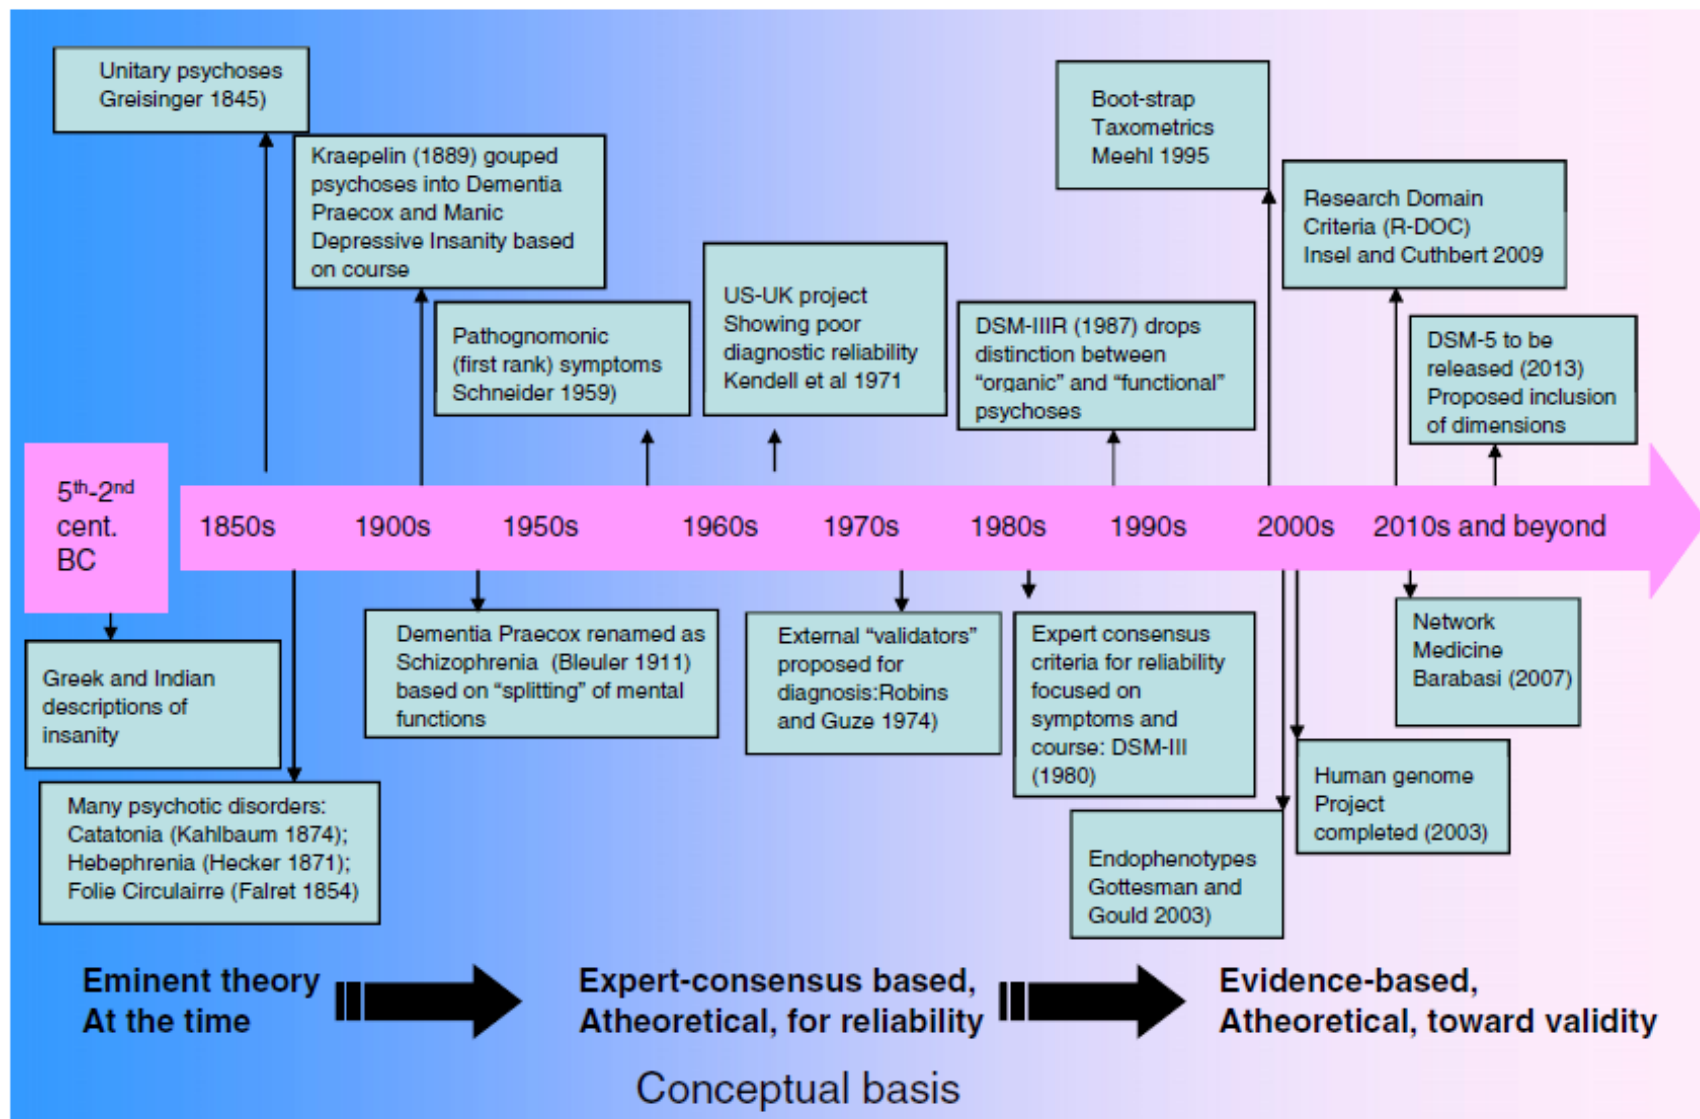 Unitary psychoses
Greisinger 1845)
Kraepelin (1889) gouped
psychoses into Dementia
Praecox and Manic
Depressive Insanity based
on course
Pathognomonic
(first rank) symptoms
Schneider 1959)
US-UK project
Showing poor
diagnostic reliability
Kendell et al 1971
DSM-IIIR (1987) drops
distinction between
“organic” and “functional”
psychoses
Boot-strap
Taxometrics
Meehl 1995
Research Domain
Criteria (R-DOC)
Insel and Cuthbert 2009
DSM-5 to be
released (2013)
Proposed inclusion
of dimensions
5th-2nd
cent.
BC
1850s 1900s 1950s 1960s 1970s 1980s 1990s 2000s 2010s and beyond
Greek and Indian
descriptions of
insanity
Many psychotic disorders:
Catatonia (Kahlbaum 1874);
Hebephrenia (Hecker 1871);
Folie Circulairre (Falret 1854)
Dementia Praecox renamed as
Schizophrenia (Bleuler 1911)
based on “splitting” of mental
functions
External “validators”
proposed for
diagnosis:Robins
and Guze 1974)
Expert consensus
criteria for reliability
focused on
symptoms and
course: DSM-III
(1980)
Endophenotypes
Gottesman and
Gould 2003)
Human genome
Project
completed (2003)
Network
Medicine
Barabasi (2007)
Eminent theory
At the time
Expert-consensus based,
Atheoretical, for reliability
Evidence-based,
Atheoretical, toward validity
Conceptual basis